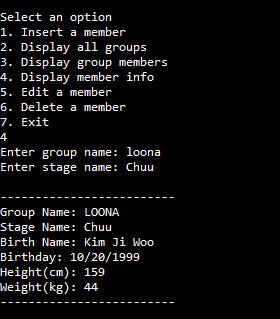 Select an option
1. Insert a member
2. Display all groups
3. Display group members
4. Display member info
5. Edit a member
6. Delete a member
7. Exit
4
Enter group name: loona
Enter stage name: Chuu
-------------------------
Group Name: LOONA
Stage Name: Chuu
Birth Name: Kim Ji Woo
Birthday: 10/20/1999
Height(cm): 159
Weight(kg): 44
-------------------------